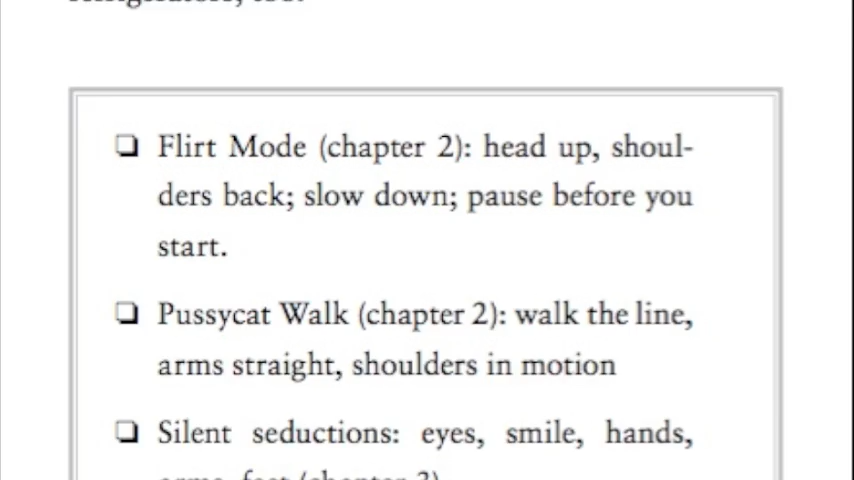 ❏ Flirt Mode (chapter 2): head up, shoul-
ders back; slow down; pause before you
start.
❏ Pussycat Walk (chapter 2): walk the line,
arms straight, shoulders in motion
❏ Silent seductions: eyes, smile, hands,
(chapter